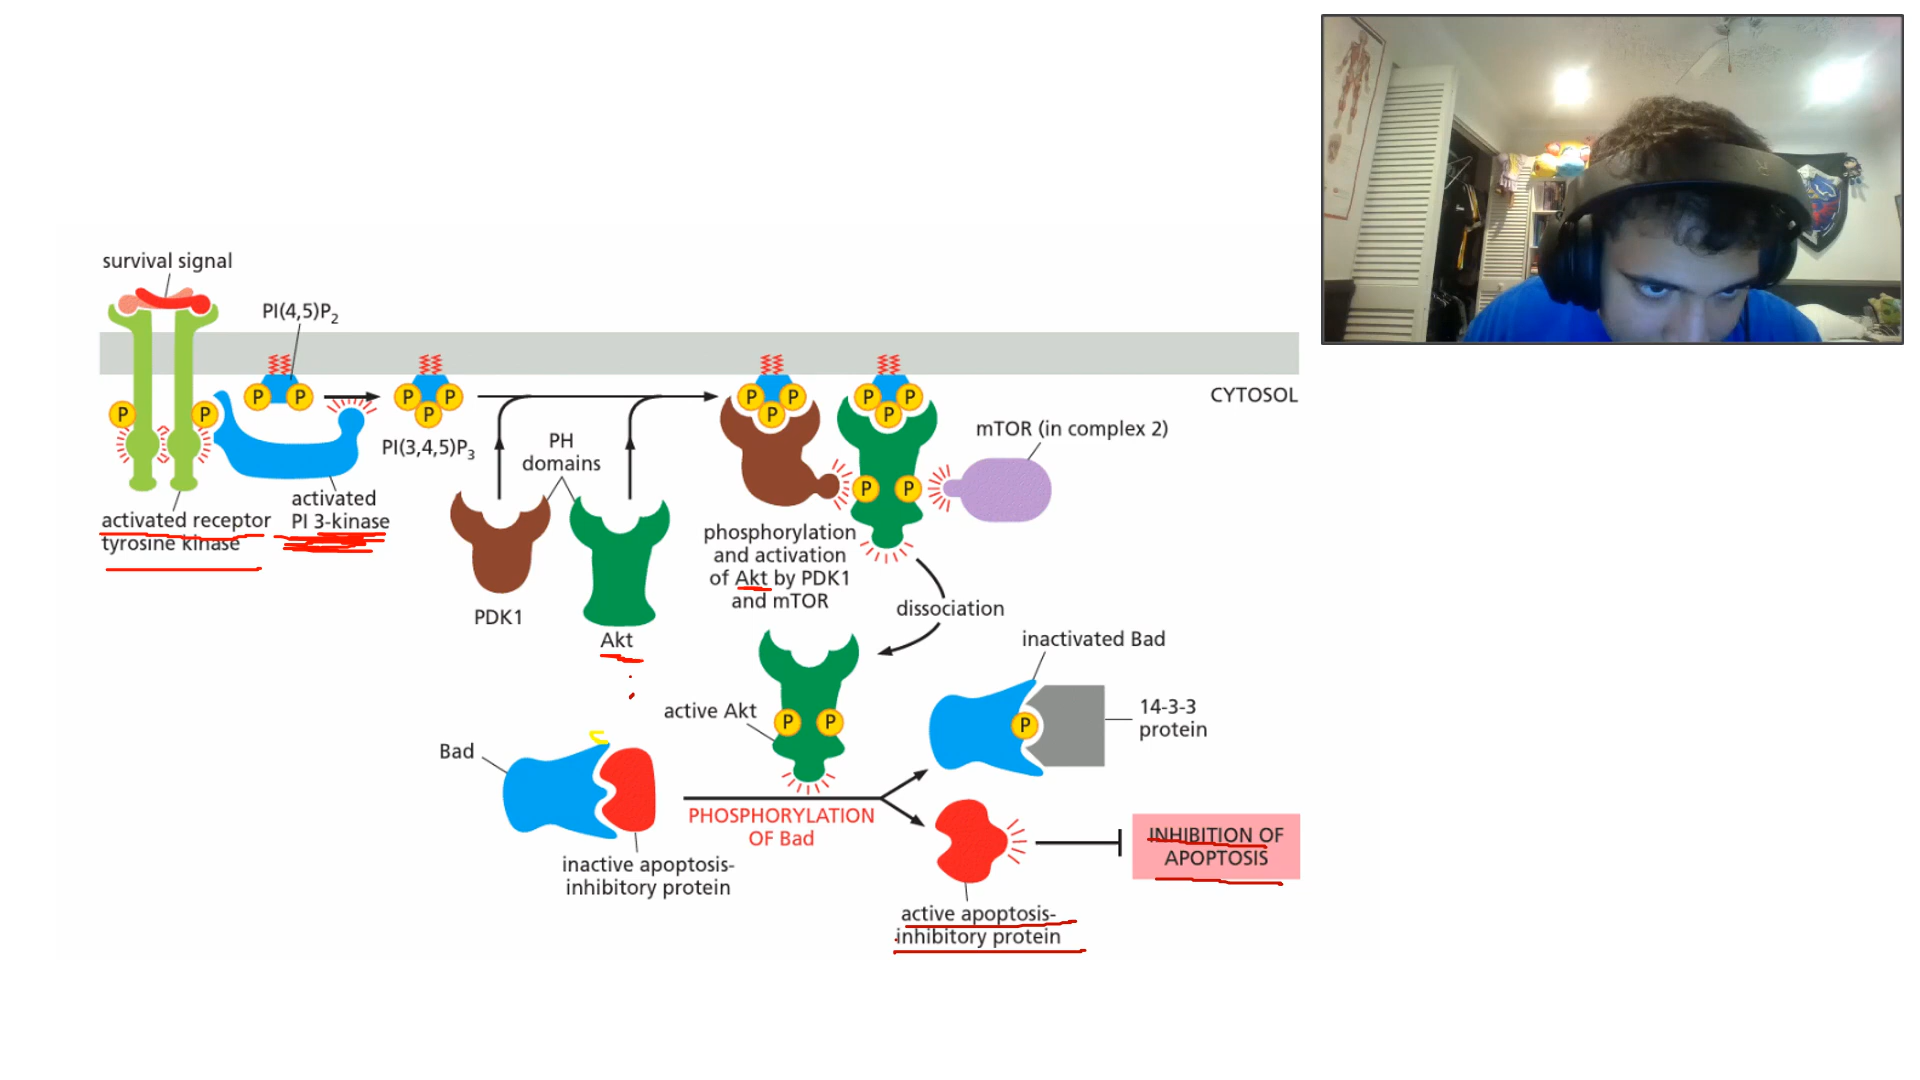 survival signal
PI(4,5)P2
P
P
P
P
P
P
P
PI(3,4,5)P3
activated receptor
tyrosine kinase
activated
PI 3-kinase
PH
domains
PDK1
Akt
P
P
P
P
P
P
P
P
CYTOSOL
mTOR (in complex 2)
phosphorylation
and activation
of Akt by PDK1
and mTOR
dissociation
active Akt
P
P
inactivated Bad
P
14-3-3
protein
Bad
inactive apoptosis-
inhibitory protein
PHOSPHORYLATION
OF Bad
active apoptosis-
inhibitory protein
INHIBITION OF
APOPTOSIS